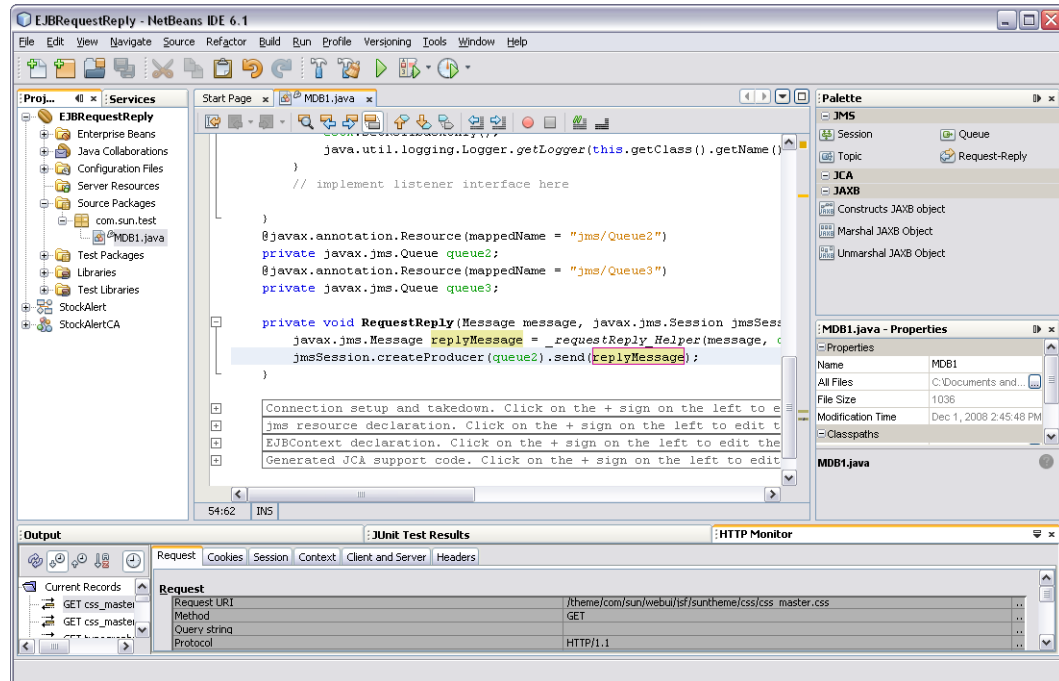 EJBRequestReply - NetBeans IDE 6.1
File Edit View Navigate Source Refactor Build Run Profile Versioning Tools Window Help
Proj... Services
EJBRequestReply
Enterprise Beans
Java Collaborations
Configuration Files
Server Resources
Source Packages
com.sun.test
MDB1.java
Test Packages
Libraries
Test Libraries
StockAlert
StockAlertCA
Start Page MDB1.java
java.util.logging.Logger.getLogger(this.getClass().getName()
}
// implement listener interface here
}
@javax.annotation.Resource(mappedName = "jms/Queue2")
private javax.jms.Queue queue2;
@javax.annotation.Resource(mappedName = "jms/Queue3")
private javax.jms.Queue queue3;
private void RequestReply(Message message, javax.jms.Session jmsSess
javax.jms.Message replyMessage = _requestReply_Helper(message, 
jmsSession.createProducer(queue2).send(replyMessage);
}
Connection setup and takedown. Click on the + sign on the left to e
jms resource declaration. Click on the + sign on the left to edit t
EJBContext declaration. Click on the + sign on the left to edit the
Generated JCA support code. Click on the + sign on the left to edit
54:62 INS
Palette
JMS
Session Queue
Topic Request-Reply
JCA
JAXB
Constructs JAXB object
Marshal JAXB Object
Unmarshal JAXB Object
MDB1.java - Properties
Properties
Name MDB1
All Files C:\Documents and... ...
File Size 1036
Modification Time Dec 1, 2008 2:45:48 PM
Classpaths
MDB1.java
Output JUnit Test Results HTTP Monitor
Request Cookies Session Context Client and Server Headers
Current Records
GET css_master
GET css_master
Request
Request URI /theme/com/sun/webui/jsf/suntheme/css/css_master.css ..
Method GET ..
Query string ..
Protocol HTTP/1.1 ..